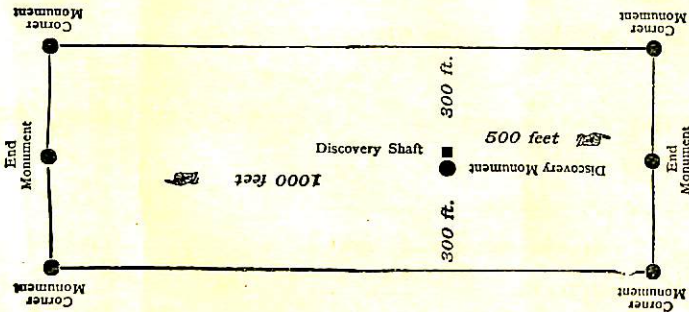 Corner
Monument
Corner
Monument
300 ft.
End
Monument
Discovery Shaft
500 feet
Discovery Monument
1000 feet
End
Monument
300 ft.
Corner
Monument
Corner
Monument